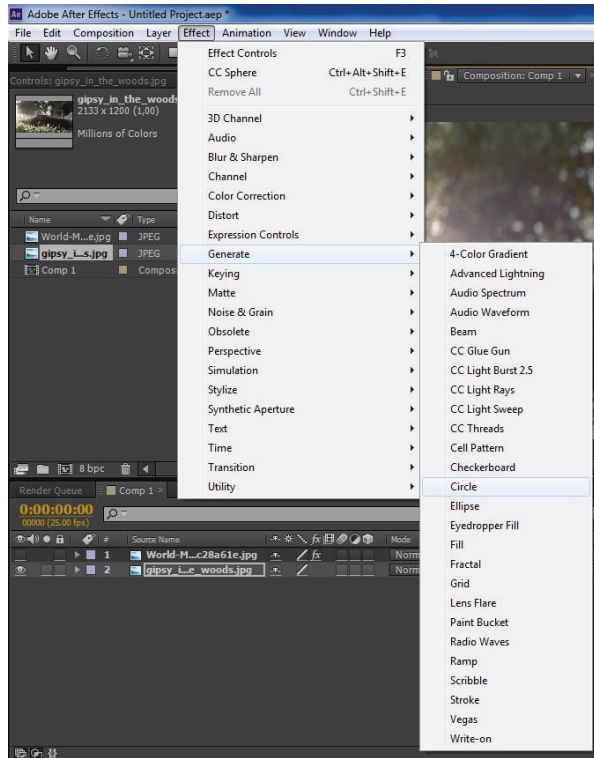 Adobe After Effects - Untitled Project.aep *
File Edit Composition Layer Effect Animation View Window Help
Controls: gipsy_in_the_woods.jpg
Composition: Comp 1
gipsy_in_the_woods
2133 x 1200 (1,00)
Millions of Colors
Name Type
World-M...e.jpg JPEG
gipsy_i...s.jpg JPEG
Comp 1 Compos
8 bpc
Effect Controls F3
CC Sphere Ctrl+Alt+Shift+E
Remove All Ctrl+Shift+E
3D Channel
Audio
Blur & Sharpen
Channel
Color Correction
Distort
Expression Controls
Generate
Keying
Matte
Noise & Grain
Obsolete
Perspective
Simulation
Stylize
Synthetic Aperture
Text
Time
Transition
Utility
4-Color Gradient
Advanced Lightning
Audio Spectrum
Audio Waveform
Beam
CC Glue Gun
CC Light Burst 2.5
CC Light Rays
CC Light Sweep
CC Threads
Cell Pattern
Checkerboard
Circle
Ellipse
Eyedropper Fill
Fill
Fractal
Grid
Lens Flare
Paint Bucket
Radio Waves
Ramp
Scribble
Stroke
Vegas
Write-on
Render Queue Comp 1
0:00:00:00
00000 (25.00 fps)
# Source Name Mode
1 World-M...c28a61e.jpg Norm
2 gipsy_i...e_woods.jpg Norm